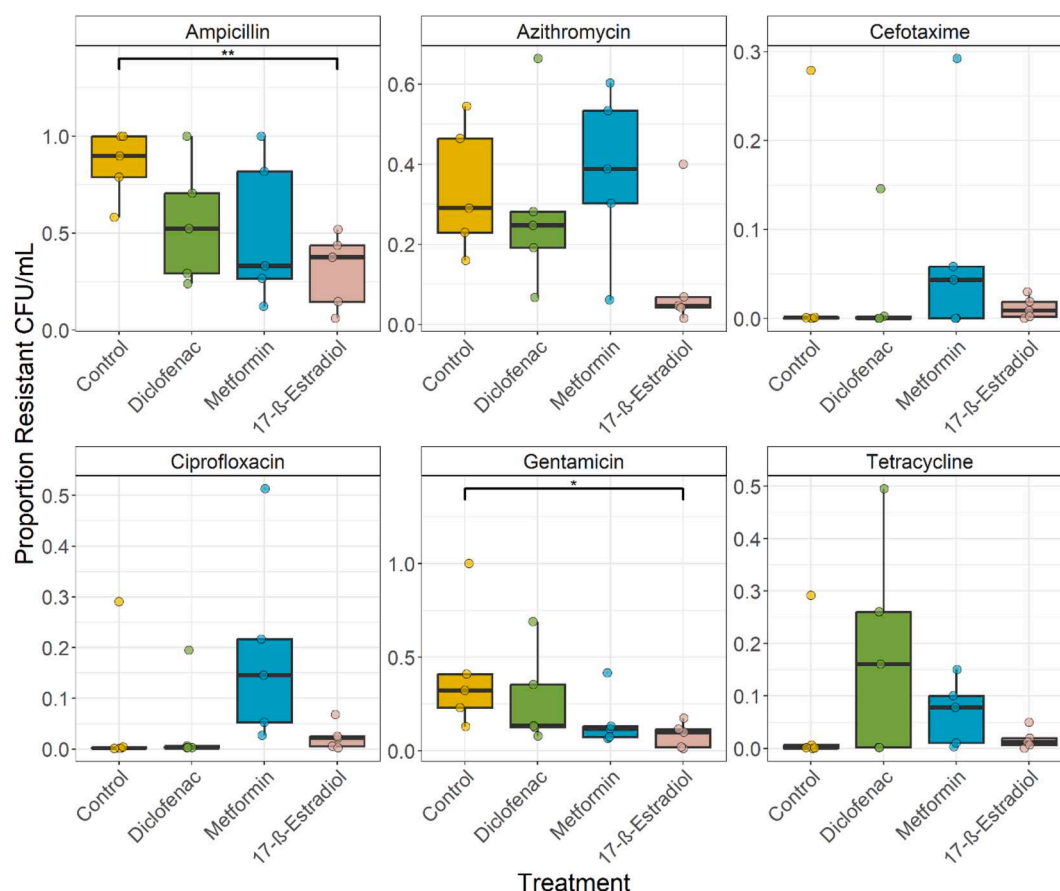 Ampicillin
Azithromycin
Cefotaxime
**
1.0
0.5
0.0
0.6
0.4
0.2
0.0
0.3
0.2
0.1
0.0
Control
Diclofenac
Metformin
17-ß-Estradiol
Control
Diclofenac
Metformin
17-ß-Estradiol
Control
Diclofenac
Metformin
17-ß-Estradiol
Proportion Resistant CFU/mL
Ciprofloxacin
Gentamicin
Tetracycline
*
0.5
0.4
0.3
0.2
0.1
0.0
1.0
0.5
0.0
0.5
0.4
0.3
0.2
0.1
0.0
Control
Diclofenac
Metformin
17-ß-Estradiol
Control
Diclofenac
Metformin
17-ß-Estradiol
Control
Diclofenac
Metformin
17-ß-Estradiol
Treatment